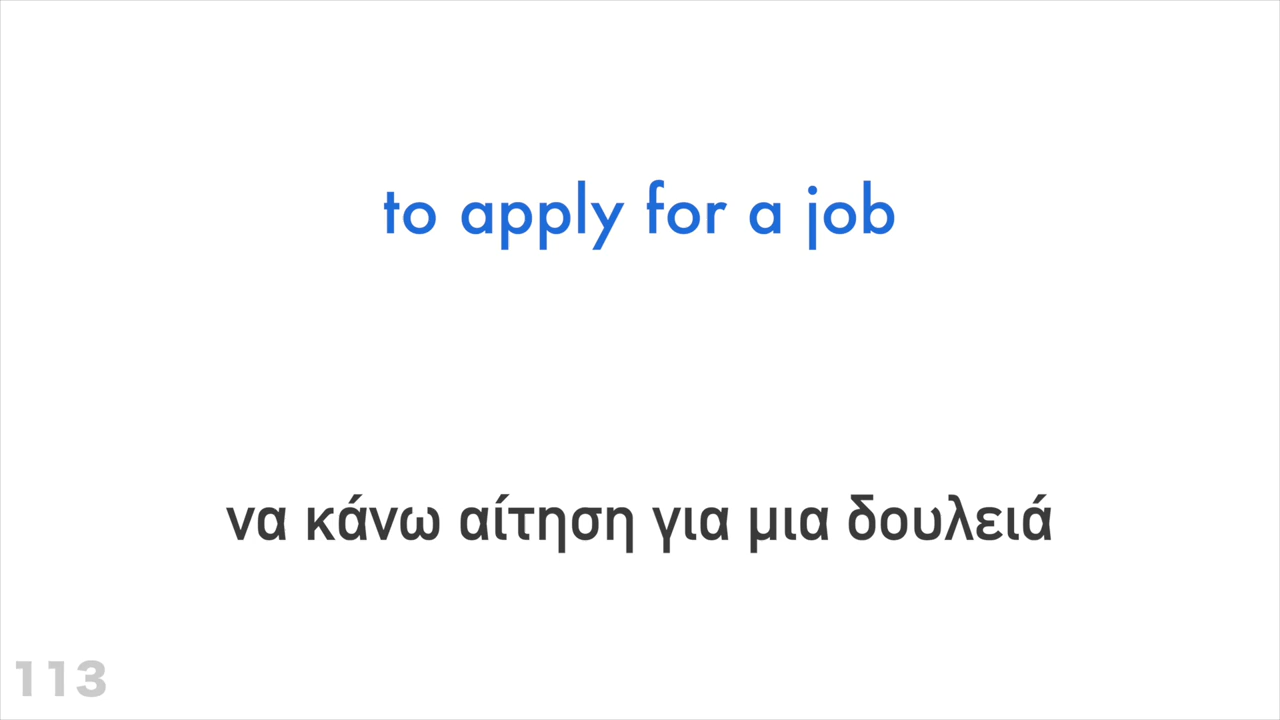 to apply for a job
να κάνω αίτηση για μια δουλειά
113